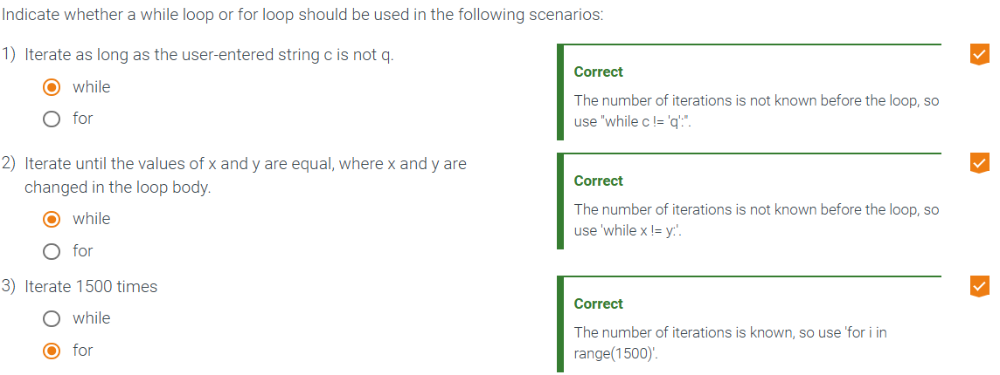 Indicate whether a while loop or for loop should be used in the following scenarios:
1) Iterate as long as the user-entered string c is not q.
while
for
Correct
The number of iterations is not known before the loop, so
use "while c != 'q':".
2) Iterate until the values of x and y are equal, where x and y are
changed in the loop body.
while
for
Correct
The number of iterations is not known before the loop, so
use 'while x != y:'.
3) Iterate 1500 times
while
for
Correct
The number of iterations is known, so use 'for i in
range(1500)'.